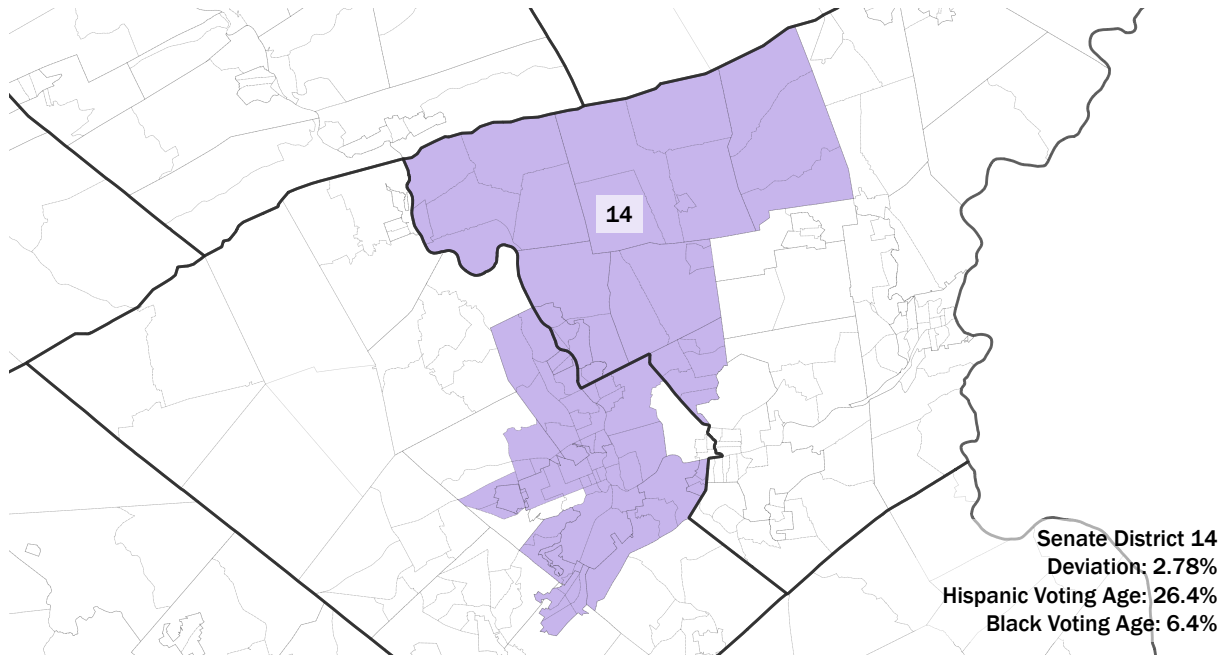 14
Senate District 14
Deviation: 2.78%
Hispanic Voting Age: 26.4%
Black Voting Age: 6.4%